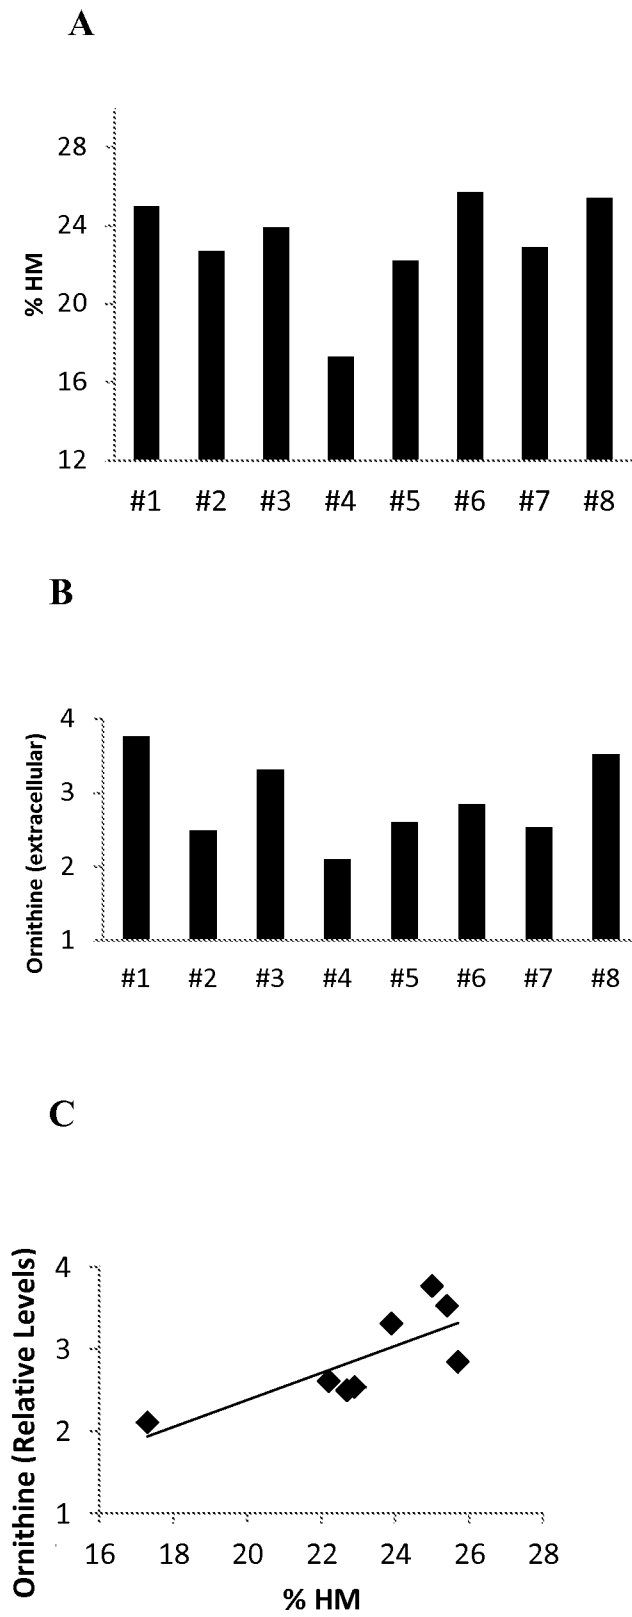 A
% HM
28
24
20
16
12
#1 #2 #3 #4 #5 #6 #7 #8
B
Ornithine (extracellular)
4
3
2
1
#1 #2 #3 #4 #5 #6 #7 #8
C
Ornithine (Relative Levels)
4
3
2
1
16 18 20 22 24 26 28
% HM